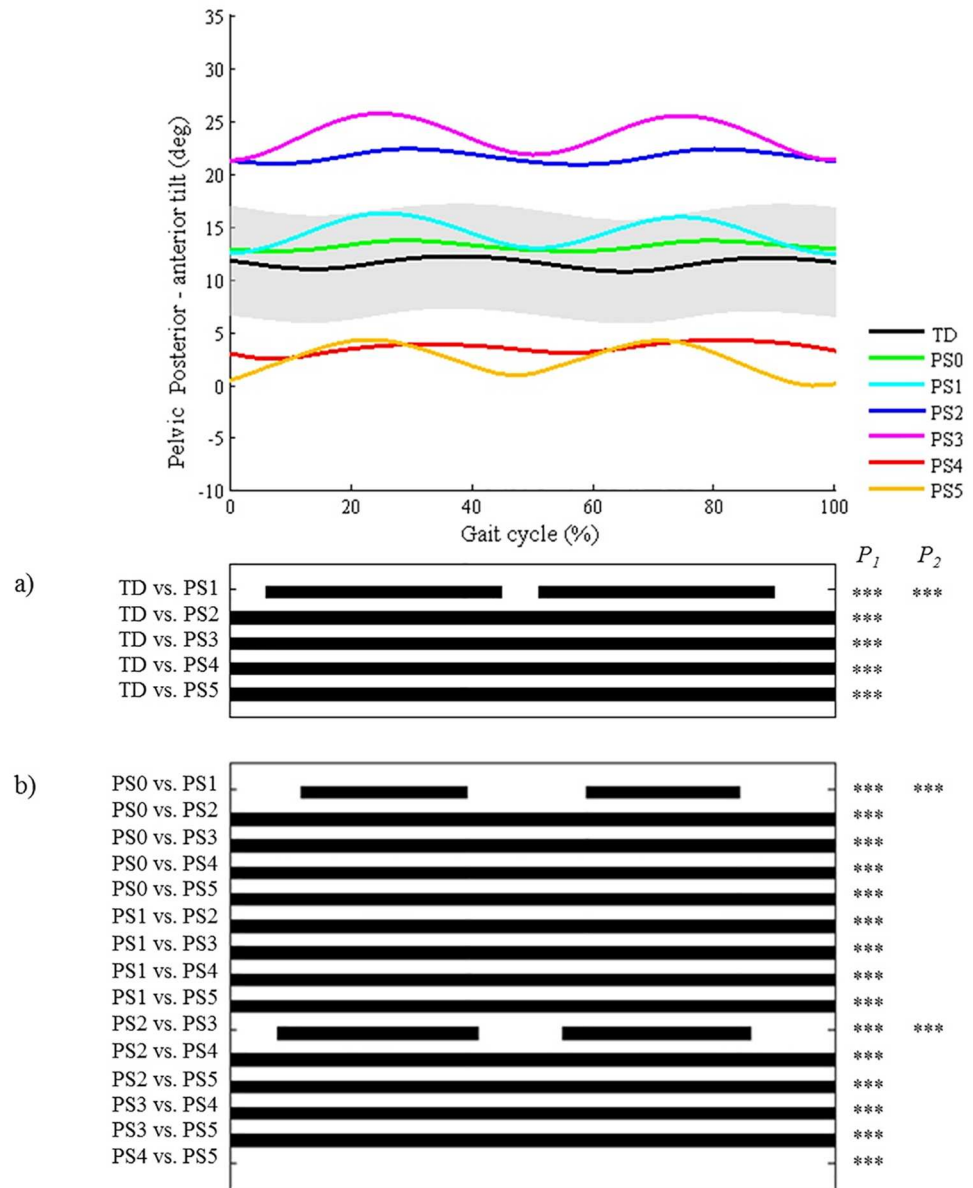 35
30
25
20
15
10
5
0
-5
-10
Pelvic Posterior - anterior tilt (deg)
0 20 40 60 80 100
Gait cycle (%)
TD
PS0
PS1
PS2
PS3
PS4
PS5
P1 P2
a)
TD vs. PS1 *** ***
TD vs. PS2 ***
TD vs. PS3 ***
TD vs. PS4 ***
TD vs. PS5 ***
b)
PS0 vs. PS1 *** ***
PS0 vs. PS2 ***
PS0 vs. PS3 ***
PS0 vs. PS4 ***
PS0 vs. PS5 ***
PS1 vs. PS2 ***
PS1 vs. PS3 ***
PS1 vs. PS4 ***
PS1 vs. PS5 ***
PS2 vs. PS3 *** ***
PS2 vs. PS4 ***
PS2 vs. PS5 ***
PS3 vs. PS4 ***
PS3 vs. PS5 ***
PS4 vs. PS5 ***